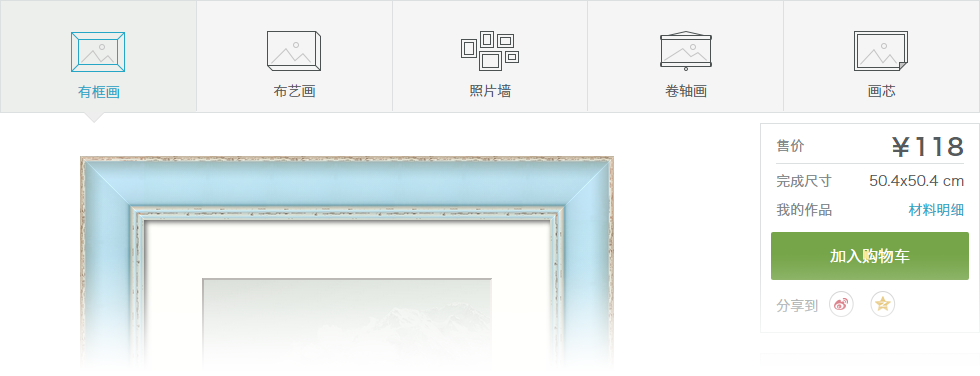 有框画
布艺画
照片墙
卷轴画
画芯
售价 ¥118
完成尺寸 50.4x50.4 cm
我的作品 材料明细
加入购物车
分享到